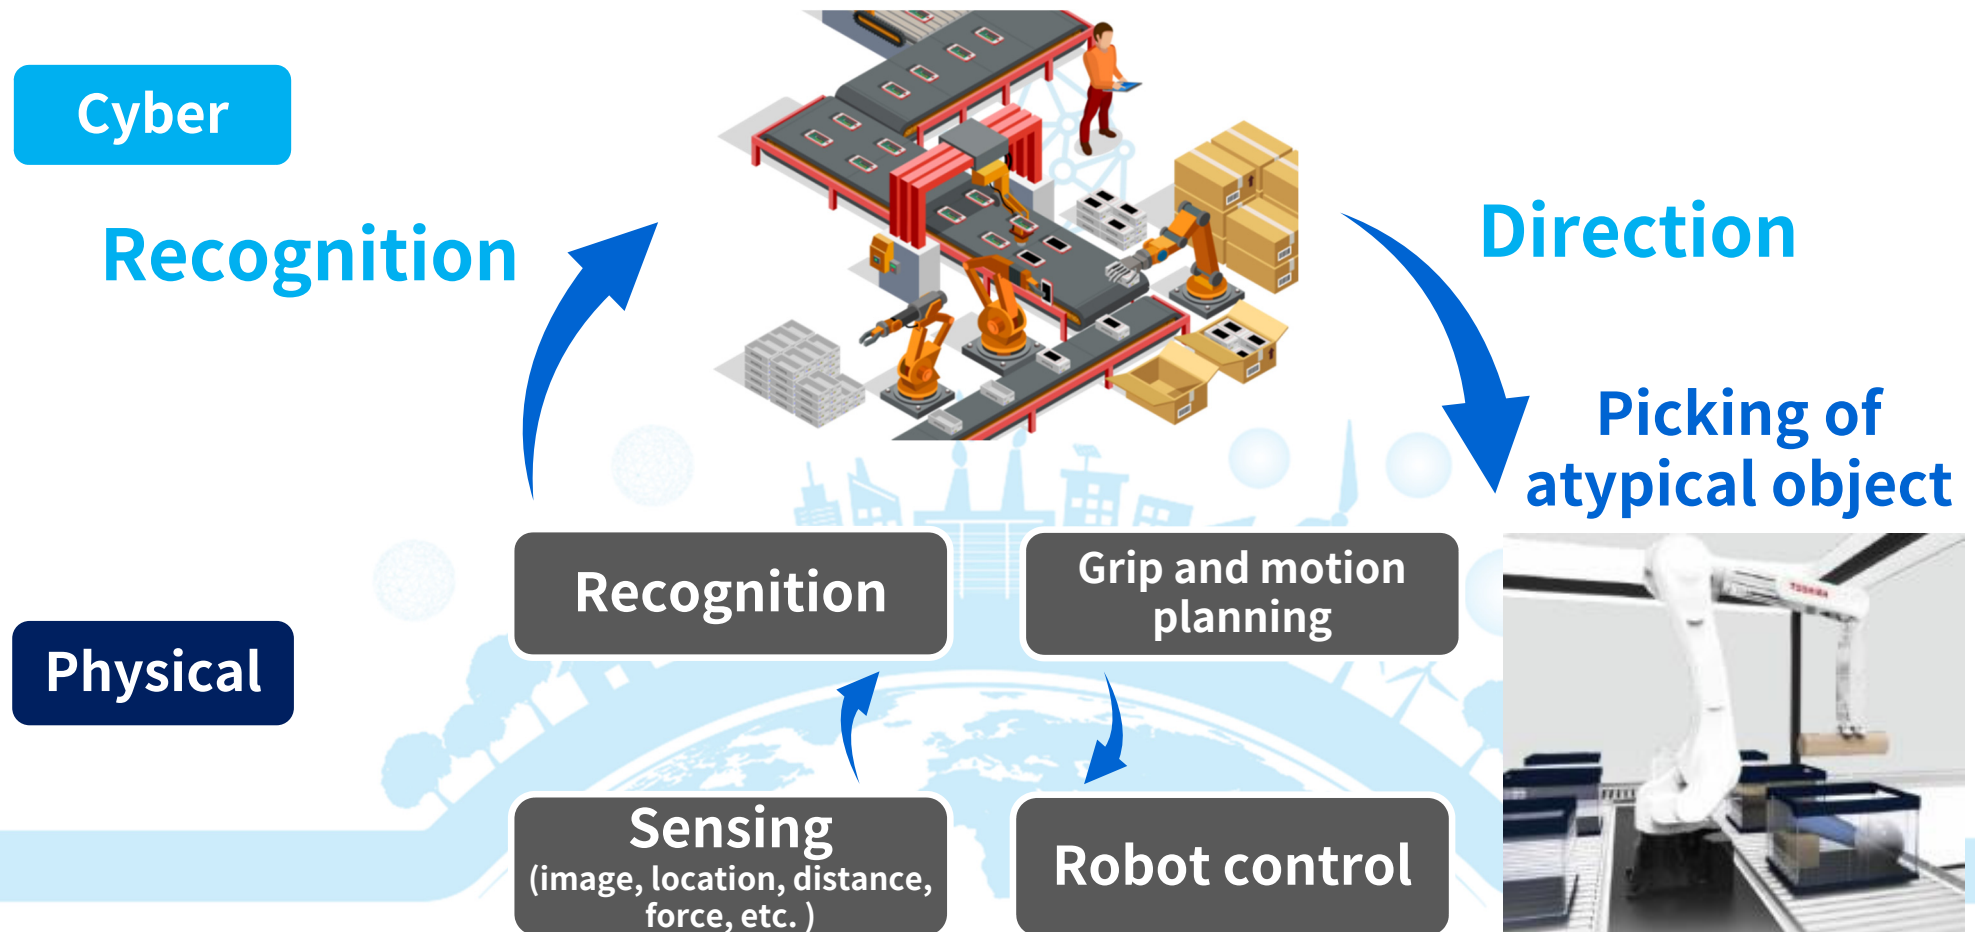 Cyber
Recognition
Direction
Picking of
atypical object
Recognition
Grip and motion
planning
TOSHIBA
Physical
Sensing
(image, location, distance,
force, etc. )
Robot control